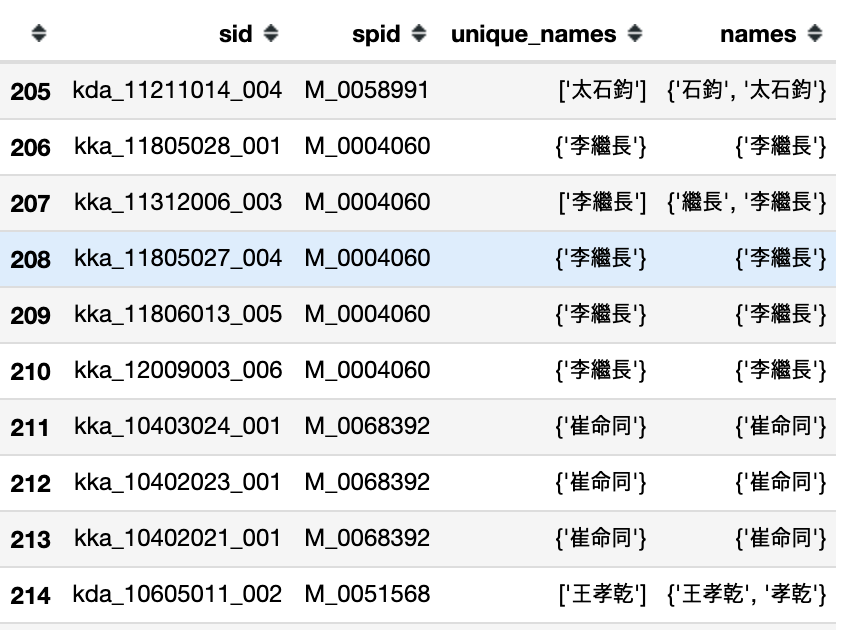 sid spid unique_names names
205 kda_11211014_004 M_0058991 ['太石鈞'] {'石鈞', '太石鈞'}
206 kka_11805028_001 M_0004060 {'李繼長'} {'李繼長'}
207 kka_11312006_003 M_0004060 ['李繼長'] {'繼長', '李繼長'}
208 kka_11805027_004 M_0004060 {'李繼長'} {'李繼長'}
209 kka_11806013_005 M_0004060 {'李繼長'} {'李繼長'}
210 kka_12009003_006 M_0004060 {'李繼長'} {'李繼長'}
211 kka_10403024_001 M_0068392 {'崔命同'} {'崔命同'}
212 kka_10402023_001 M_0068392 {'崔命同'} {'崔命同'}
213 kka_10402021_001 M_0068392 {'崔命同'} {'崔命同'}
214 kda_10605011_002 M_0051568 ['王孝乾'] {'王孝乾', '孝乾'}